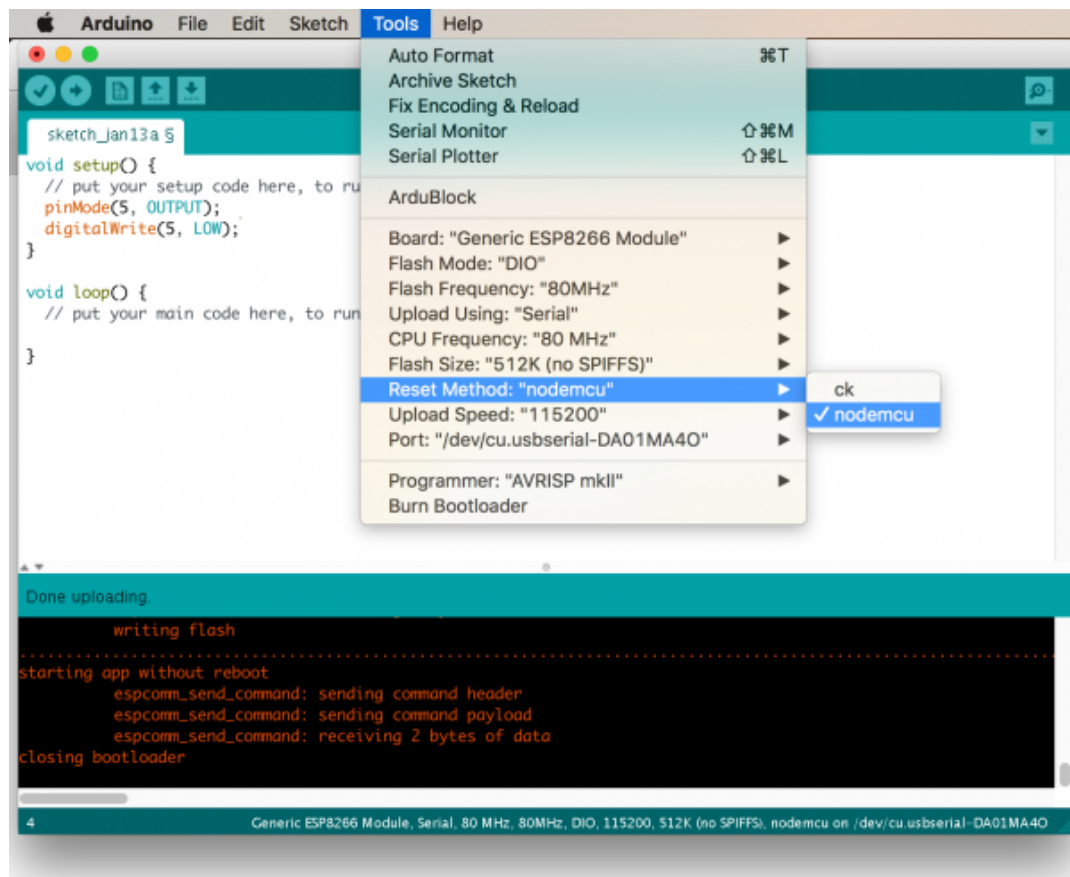 Arduino File Edit Sketch Tools Help
Auto Format ⌘T
Archive Sketch
Fix Encoding & Reload
Serial Monitor ⇧⌘M
Serial Plotter ⇧⌘L
ArduBlock
Board: "Generic ESP8266 Module"
Flash Mode: "DIO"
Flash Frequency: "80MHz"
Upload Using: "Serial"
CPU Frequency: "80 MHz"
Flash Size: "512K (no SPIFFS)"
Reset Method: "nodemcu"
Upload Speed: "115200"
Port: "/dev/cu.usbserial-DA01MA4O"
Programmer: "AVRISP mkII"
Burn Bootloader
ck
✓ nodemcu
sketch_jan13a §
void setup() {
// put your setup code here, to ru
pinMode(5, OUTPUT);
digitalWrite(5, LOW);
}
void loop() {
// put your main code here, to run
}
Done uploading.
writing flash
................................................................................
starting app without reboot
espcomm_send_command: sending command header
espcomm_send_command: sending command payload
espcomm_send_command: receiving 2 bytes of data
closing bootloader
4 Generic ESP8266 Module, Serial, 80 MHz, 80MHz, DIO, 115200, 512K (no SPIFFS), nodemcu on /dev/cu.usbserial-DA01MA4O